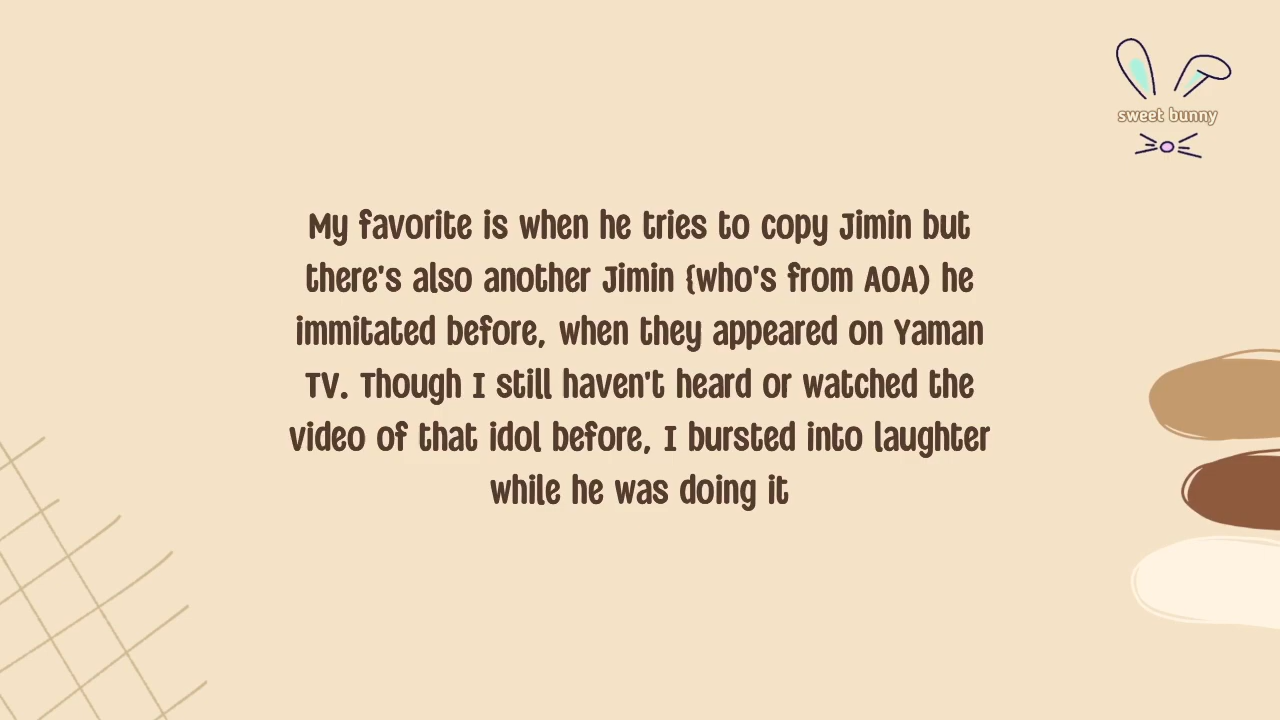 sweet bunny
My favorite is when he tries to copy Jimin but
there's also another Jimin {who's from AOA) he
immitated before, when they appeared on Yaman
TV. Though I still haven't heard or watched the
video of that idol before, I bursted into laughter
while he was doing it